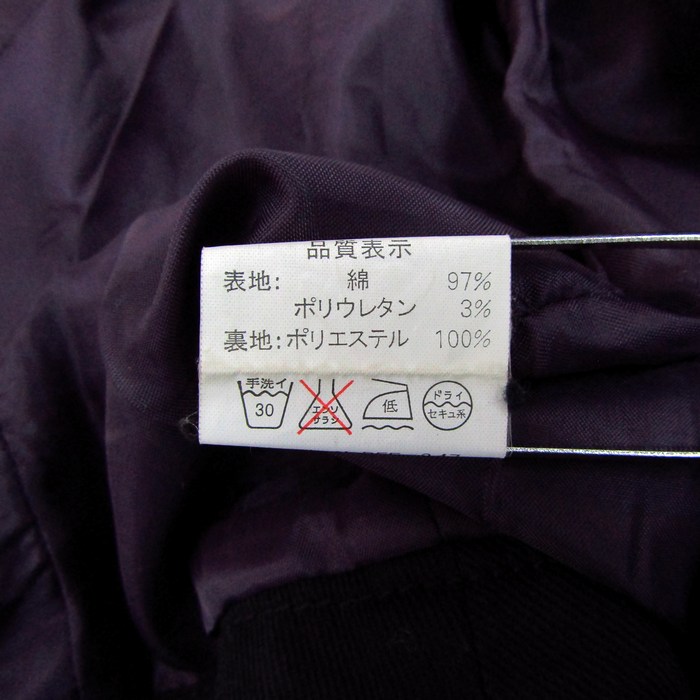 品質表示
表地: 綿 97%
ポリウレタン 3%
裏地:ポリエステル 100%
手洗イ 30
エンソ サラシ
低
ドライ セキユ系